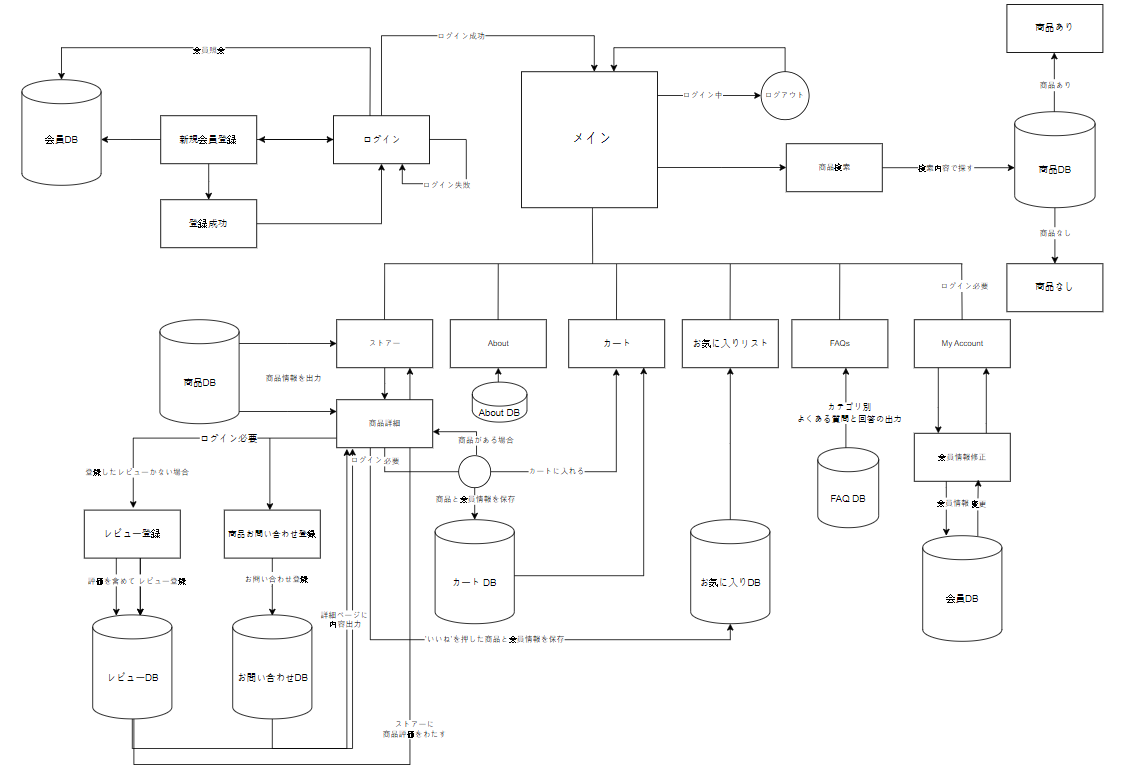 商品あり
ログイン成功
会員照会
ログイン中
ログアウト
商品あり
会員DB
新規会員登録
ログイン
メイン
商品検索
検索内容で探す
商品DB
ログイン失敗
登録成功
商品なし
ログイン必要
商品なし
商品DB
ストアー
About
カート
お気に入りリスト
FAQs
My Account
商品情報を出力
About DB
カテゴリ別
よくある質問と回答の出力
商品詳細
ログイン必要
商品がある場合
ログイン必要
会員情報修正
登録したレビューがない場合
カートに入れる
商品と会員情報を保存
FAQ DB
会員情報 変更
レビュー登録
商品お問い合わせ登録
評価を含めて レビュー登録
お問い合わせ登録
カート DB
お気に入りDB
会員DB
詳細ページに
内容出力
'いいね'を押した商品と会員情報を保存
レビューDB
お問い合わせDB
ストアーに
商品評価をわたす